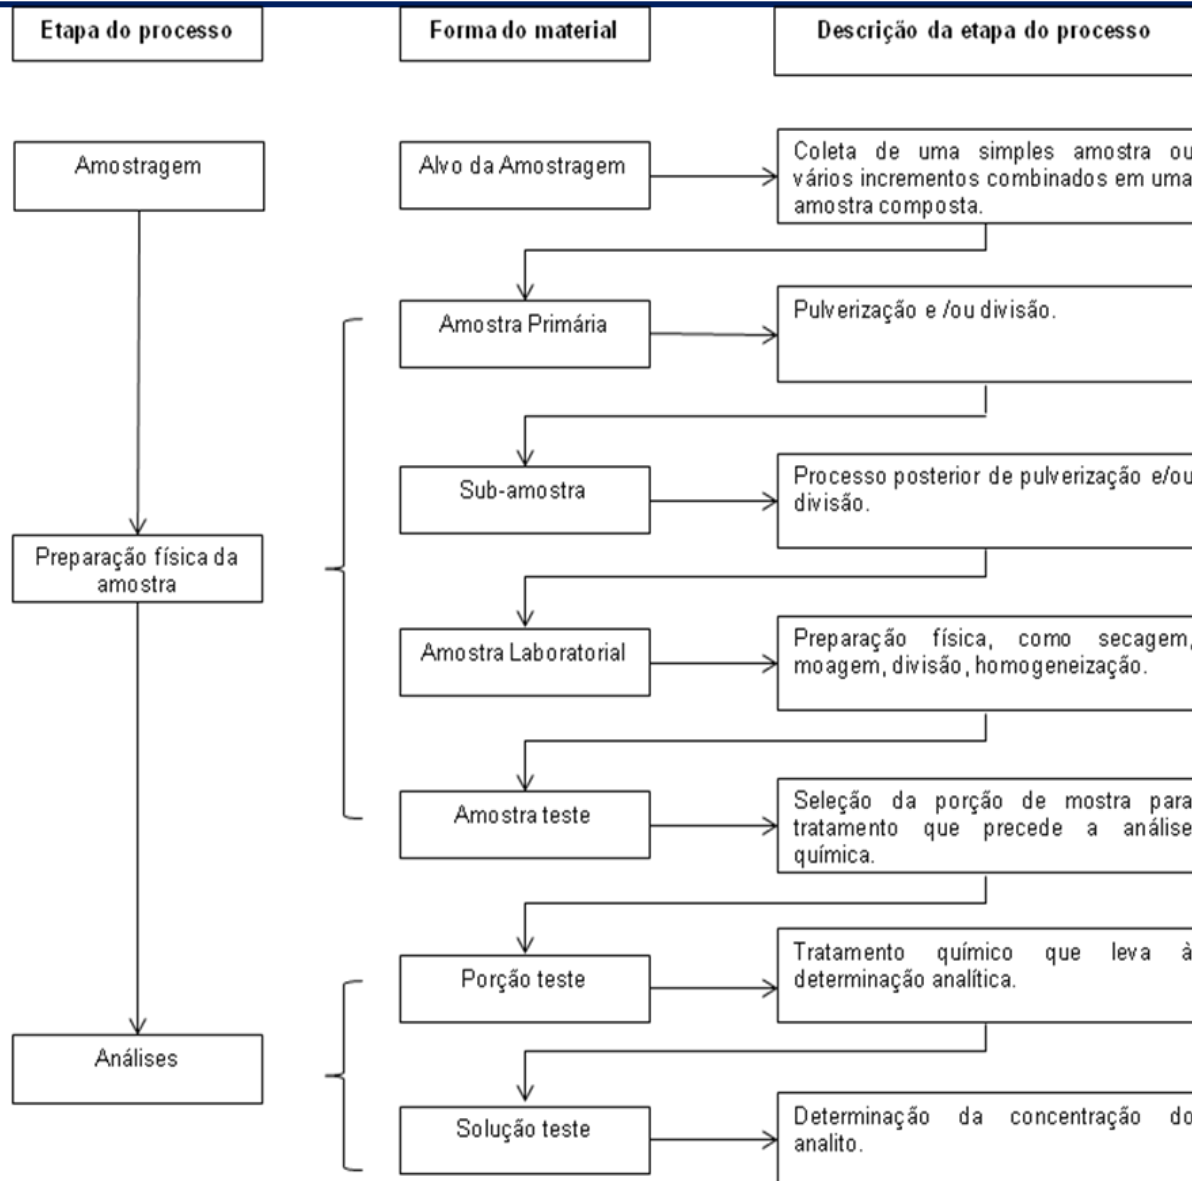 Etapa do processo
Forma do material
Descrição da etapa do processo
Amostragem
Alvo da Amostragem
Coleta de uma simples amostra ou
vários incrementos combinados em uma
amostra composta.
Amostra Primária
Pulverização e /ou divisão.
Sub-amostra
Processo posterior de pulverização e/ou
divisão.
Preparação física da
amostra
Amostra Laboratorial
Preparação física, como secagem,
moagem, divisão, homogeneização.
Amostra teste
Seleção da porção de mostra para
tratamento que precede a análise
química.
Porção teste
Tratamento químico que leva à
determinação analítica.
Análises
Solução teste
Determinação da concentração do
analito.